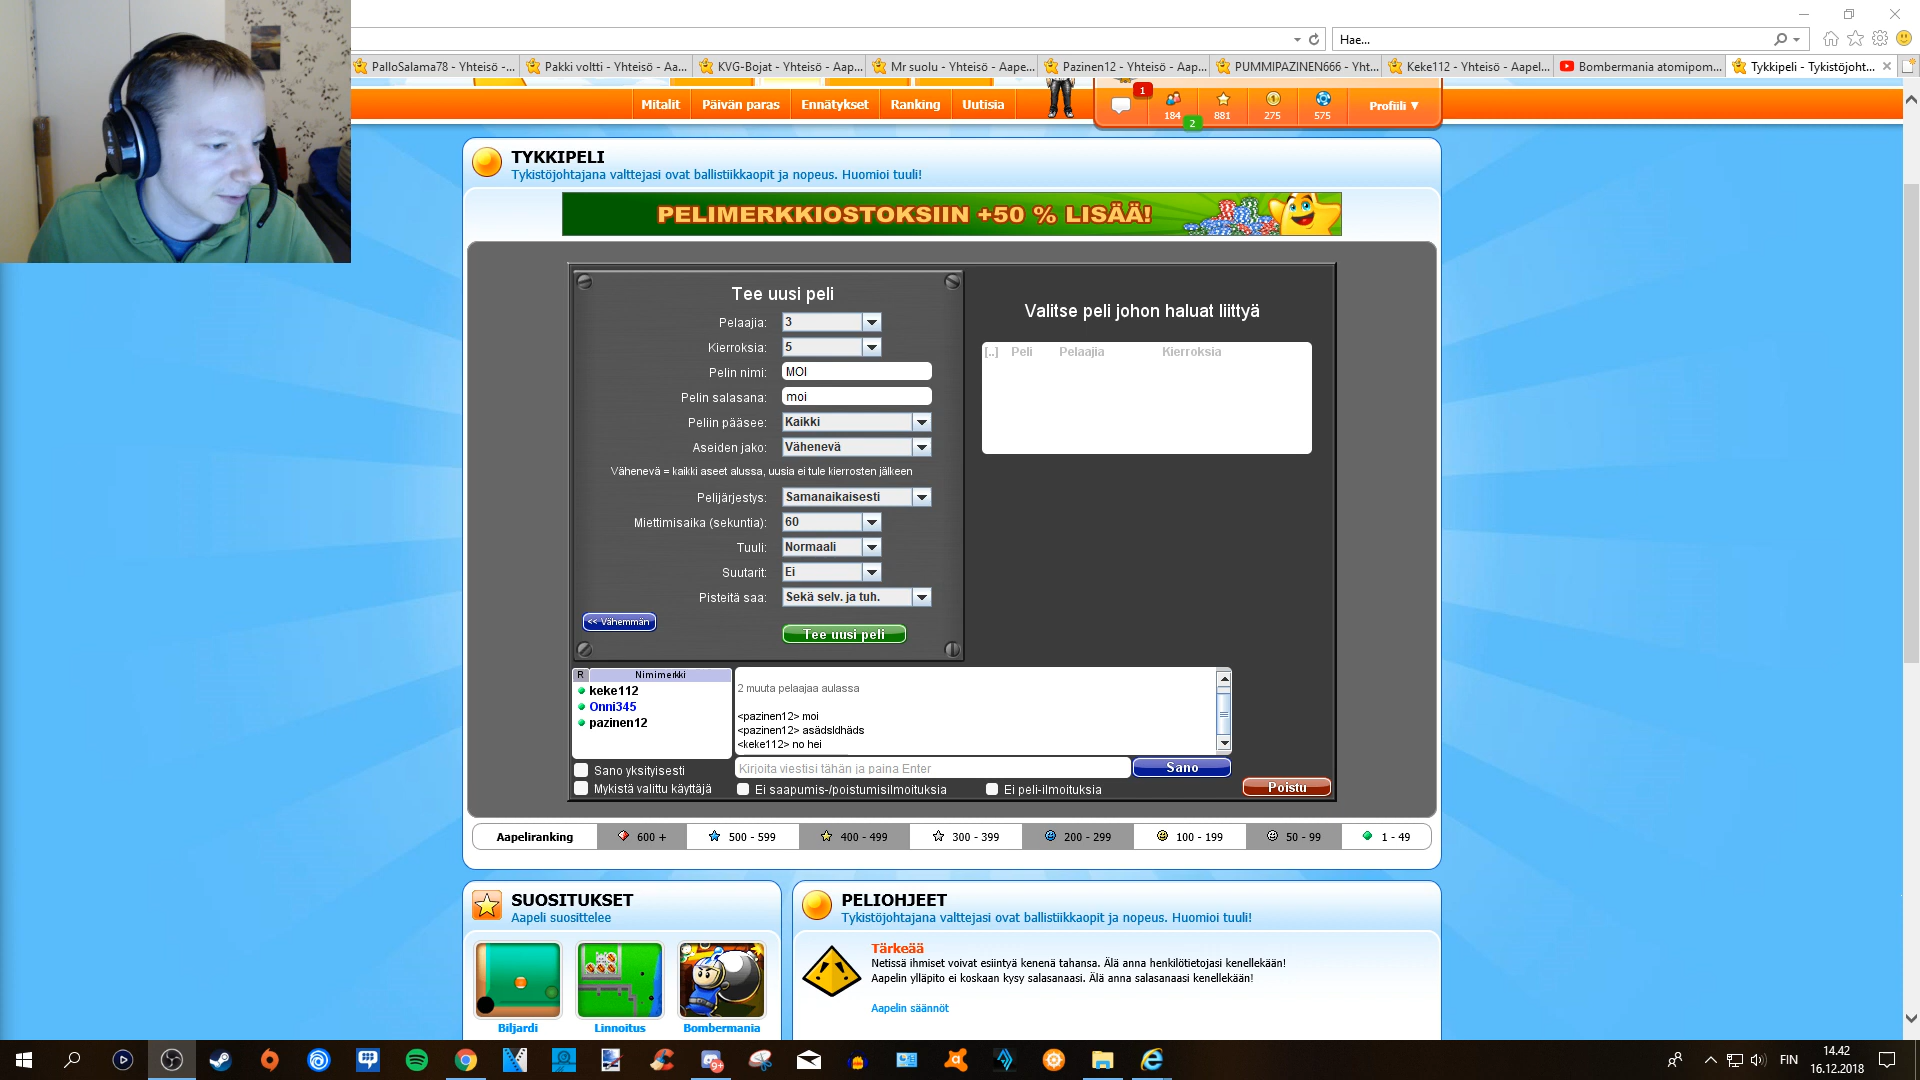 Hae...
PalloSalama78 - Yhteisö -...
Pakki voltti - Yhteisö - Aa...
KVG-Bojat - Yhteisö - Aap...
Mr suolu - Yhteisö - Aape...
Pazinen12 - Yhteisö - Aap...
PUMMIPAZINEN666 - Yht...
Keke112 - Yhteisö - Aapel...
Bombermania atomipom...
Tykkipeli - Tykistöjoht...
Mitalit
Päivän paras
Ennätykset
Ranking
Uutisia
1
184
2
881
275
575
Profiili ▼
TYKKIPELI
Tykistöjohtajana valttejasi ovat ballistiikkaopit ja nopeus. Huomioi tuuli!
PELIMERKKIOSTOKSIIN +50 % LISÄÄ!
Tee uusi peli
Pelaajia: 3
Kierroksia: 5
Pelin nimi: MOI
Pelin salasana: moi
Peliin pääsee: Kaikki
Aseiden jako: Vähenevä
Vähenevä = kaikki aseet alussa, uusia ei tule kierrosten jälkeen
Pelijärjestys: Samanaikaisesti
Miettimisaika (sekuntia): 60
Tuuli: Normaali
Suutarit: Ei
Pisteitä saa: Sekä selv. ja tuh.
<< Vähemmän
Tee uusi peli
Valitse peli johon haluat liittyä
[..] Peli Pelaajia Kierroksia
R Nimimerkki
keke112
Onni345
pazinen12
2 muuta pelaajaa aulassa
<pazinen12> moi
<pazinen12> asädsldhäds
<keke112> no hei
Kirjoita viestisi tähän ja paina Enter
Sano
Sano yksityisesti
Mykistä valittu käyttäjä
Ei saapumis-/poistumisilmoituksia
Ei peli-ilmoituksia
Poistu
Aapeliranking
600 +
500 - 599
400 - 499
300 - 399
200 - 299
100 - 199
50 - 99
1 - 49
SUOSITUKSET
Aapeli suosittelee
Biljardi
Linnoitus
Bombermania
PELIOHJEET
Tykistöjohtajana valttejasi ovat ballistiikkaopit ja nopeus. Huomioi tuuli!
Tärkeää
Netissä ihmiset voivat esiintyä kenenä tahansa. Älä anna henkilötietojasi kenellekään!
Aapelin ylläpito ei koskaan kysy salasanaasi. Älä anna salasanaasi kenellekään!
Aapelin säännöt
9+
FIN
14.42
16.12.2018